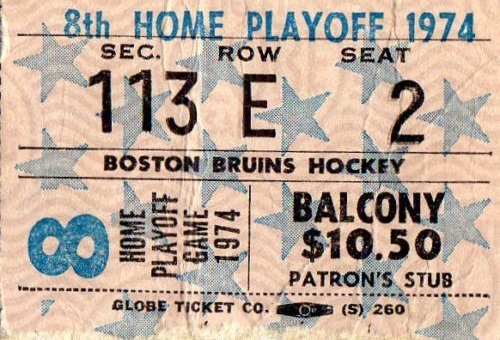 8th HOME PLAYOFF 1974
SEC. ROW SEAT
113 E 2
BOSTON BRUINS HOCKEY
8
HOME
PLAYOFF
GAME
1974
BALCONY
$10.50
PATRON'S STUB
GLOBE TICKET CO. (S) 260